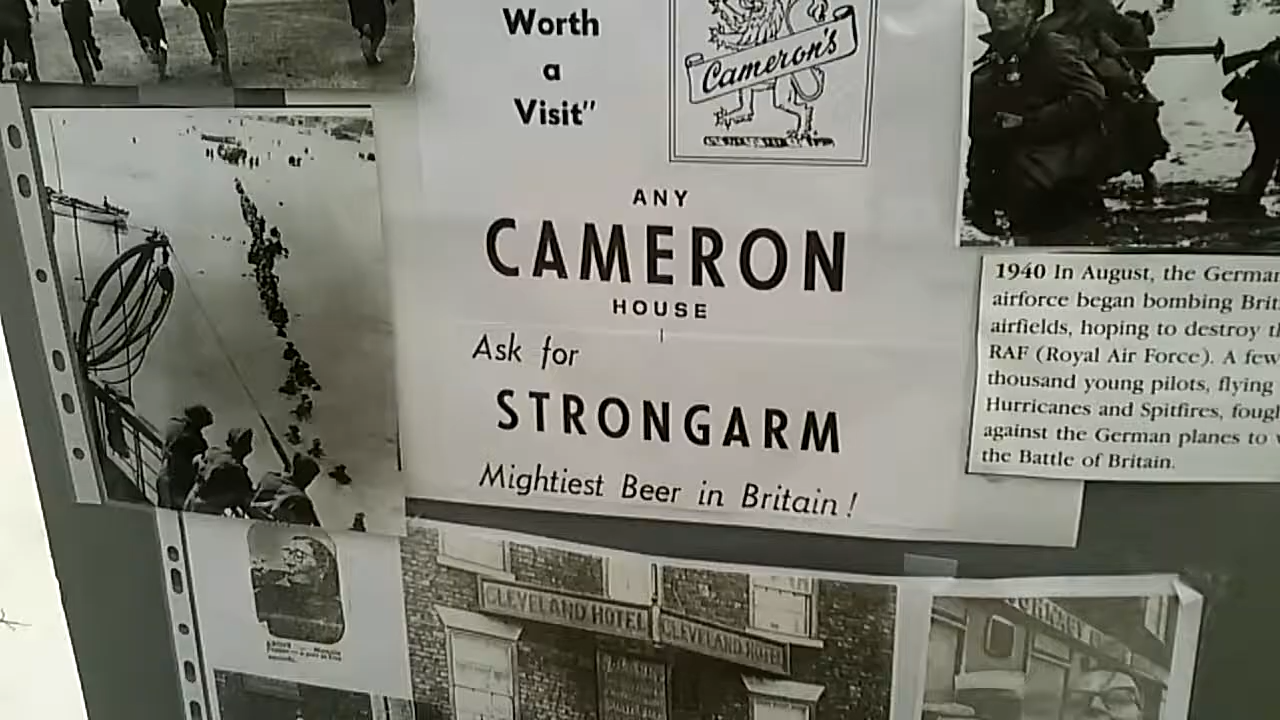 Worth
a
Visit"
Cameron's
ANY
CAMERON
HOUSE
Ask for
STRONGARM
Mightiest Beer in Britain!
1940 In August, the German
airforce began bombing Brit
airfields, hoping to destroy th
RAF (Royal Air Force). A few
thousand young pilots, flying
Hurricanes and Spitfires, foug
against the German planes to w
the Battle of Britain.
CLEVELAND HOTEL
CLEVELAND HOTEL